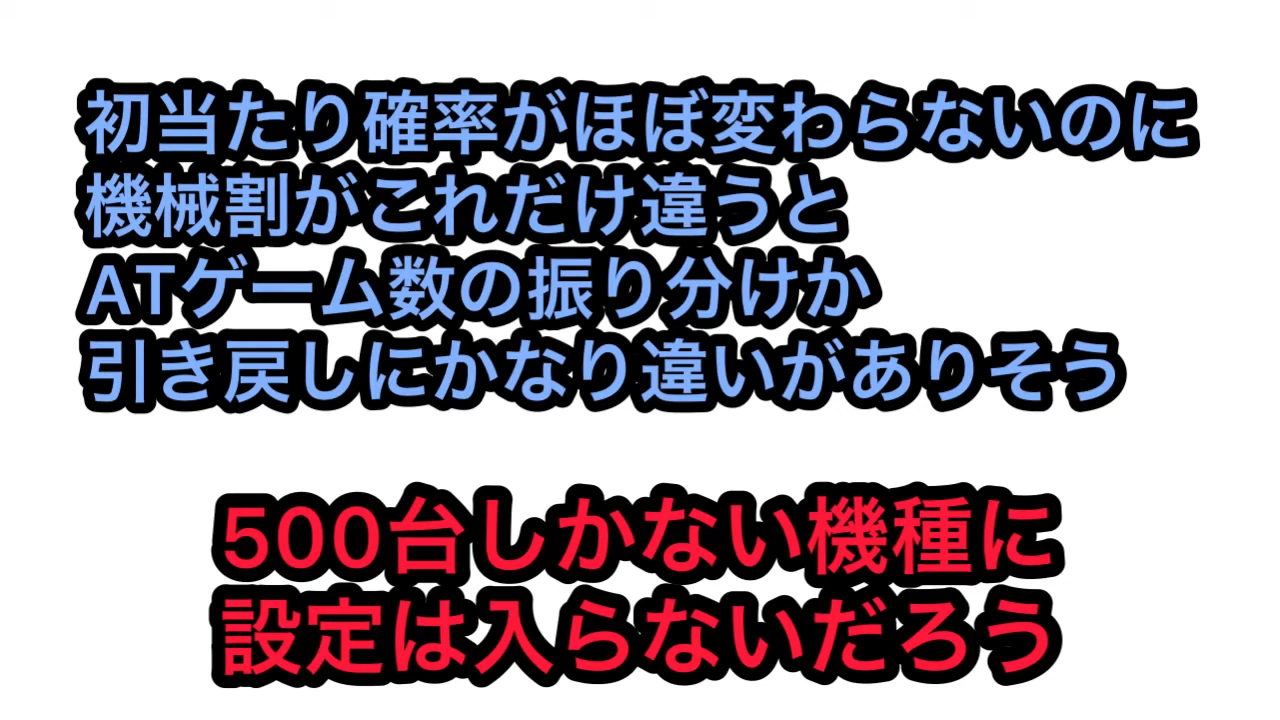 初当たり確率がほぼ変わらないのに
機械割がこれだけ違うと
ATゲーム数の振り分けか
引き戻しにかなり違いがありそう
500台しかない機種に
設定は入らないだろう